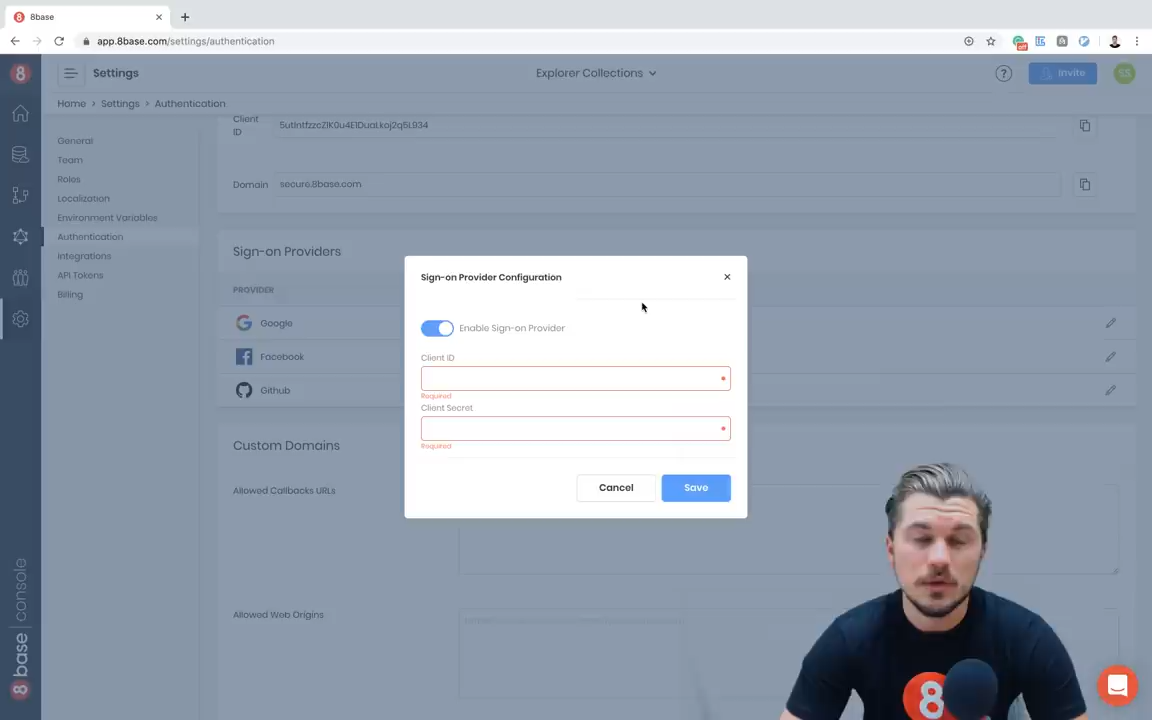 8base
app.8base.com/settings/authentication
Settings
Explorer Collections
Invite
SS
Home > Settings > Authentication
Client ID
Domain
secure.8base.com
General
Team
Roles
Localization
Environment Variables
Authentication
Integrations
API Tokens
Billing
Sign-on Providers
PROVIDER
Google
Facebook
Github
Sign-on Provider Configuration
Enable Sign-on Provider
Client ID
Required
Client Secret
Required
Cancel
Save
Custom Domains
Allowed Callbacks URLs
Allowed Web Origins
8base console
8